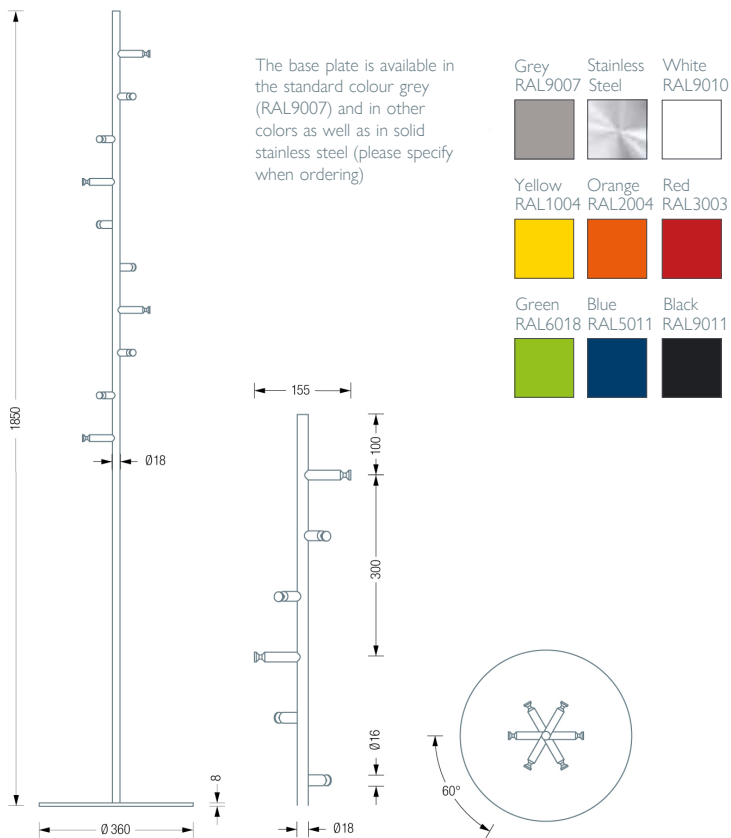 The base plate is available in
the standard colour grey
(RAL9007) and in other
colors as well as in solid
stainless steel (please specify
when ordering)
Grey
RAL9007
Stainless
Steel
White
RAL9010
Yellow
RAL1004
Orange
RAL2004
Red
RAL3003
Green
RAL6018
Blue
RAL5011
Black
RAL9011
1850
Ø18
8
Ø 360
155
100
300
Ø16
Ø18
60°